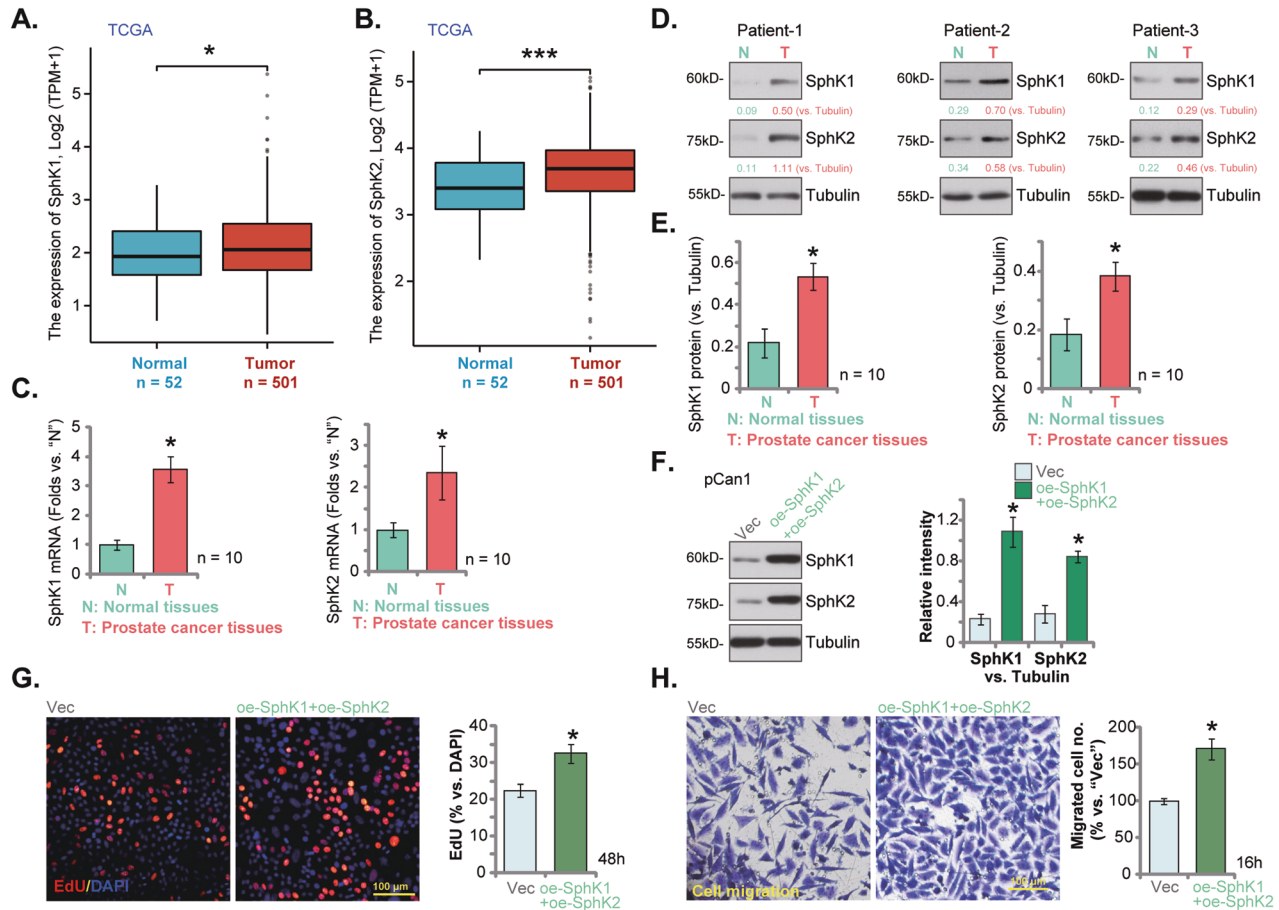 A.
TCGA
*
The expression of SphK1, Log2 (TPM+1)
5
4
3
2
1
Normal
n = 52
Tumor
n = 501
B.
TCGA
***
The expression of SphK2, Log2 (TPM+1)
5
4
3
2
Normal
n = 52
Tumor
n = 501
C.
SphK1 mRNA (Folds vs. “N”)
5
4
3
2
1
0
*
n = 10
N
T
N: Normal tissues
T: Prostate cancer tissues
SphK2 mRNA (Folds vs. “N”)
3
2
1
0
*
n = 10
N
T
N: Normal tissues
T: Prostate cancer tissues
D.
Patient-1
N T
60kD- SphK1
0.09 0.50 (vs. Tubulin)
75kD- SphK2
0.11 1.11 (vs. Tubulin)
55kD- Tubulin
Patient-2
N T
60kD- SphK1
0.29 0.70 (vs. Tubulin)
75kD- SphK2
0.34 0.58 (vs. Tubulin)
55kD- Tubulin
Patient-3
N T
60kD- SphK1
0.12 0.29 (vs. Tubulin)
75kD- SphK2
0.22 0.46 (vs. Tubulin)
55kD- Tubulin
E.
SphK1 protein (vs. Tubulin)
0.6
0.4
0.2
0
*
n = 10
N
T
N: Normal tissues
T: Prostate cancer tissues
SphK2 protein (vs. Tubulin)
0.4
0.2
0
*
n = 10
N
T
N: Normal tissues
T: Prostate cancer tissues
F.
pCan1
Vec
oe-SphK1
+oe-SphK2
60kD- SphK1
75kD- SphK2
55kD- Tubulin
Vec
oe-SphK1
+oe-SphK2
Relative intensity
1.2
0.8
0.4
0
*
*
SphK1 SphK2
vs. Tubulin
G.
Vec
oe-SphK1+oe-SphK2
EdU/DAPI
100 μm
EdU (% vs. DAPI)
40
30
20
10
0
*
48h
Vec
oe-SphK1
+oe-SphK2
H.
Vec
oe-SphK1+oe-SphK2
Cell migration
100 μm
Migrated cell no.
(% vs. “Vec”)
200
150
100
50
0
*
16h
Vec
oe-SphK1
+oe-SphK2